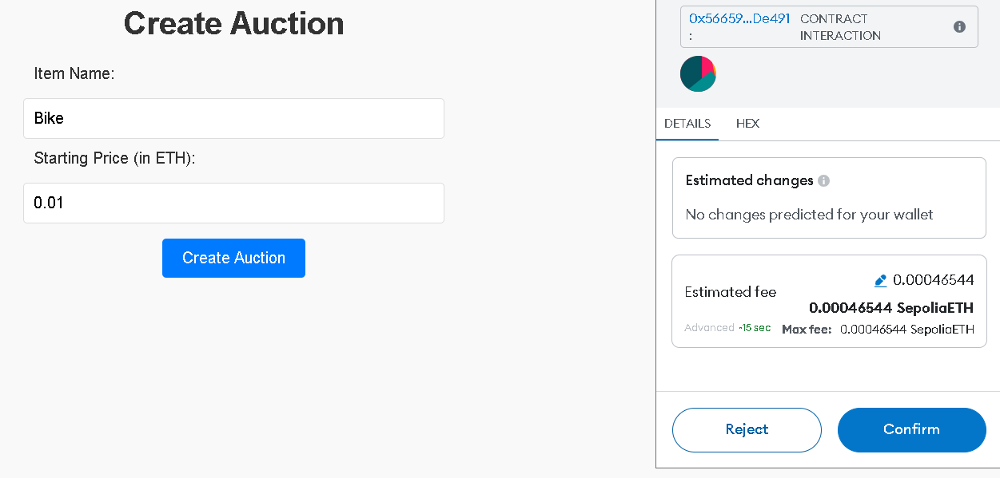 Create Auction
Item Name:
Bike
Starting Price (in ETH):
0.01
Create Auction
0x56659...De491 CONTRACT
: INTERACTION
DETAILS HEX
Estimated changes
No changes predicted for your wallet
0.00046544
Estimated fee
0.00046544 SepoliaETH
Advanced ~15 sec Max fee: 0.00046544 SepoliaETH
Reject Confirm